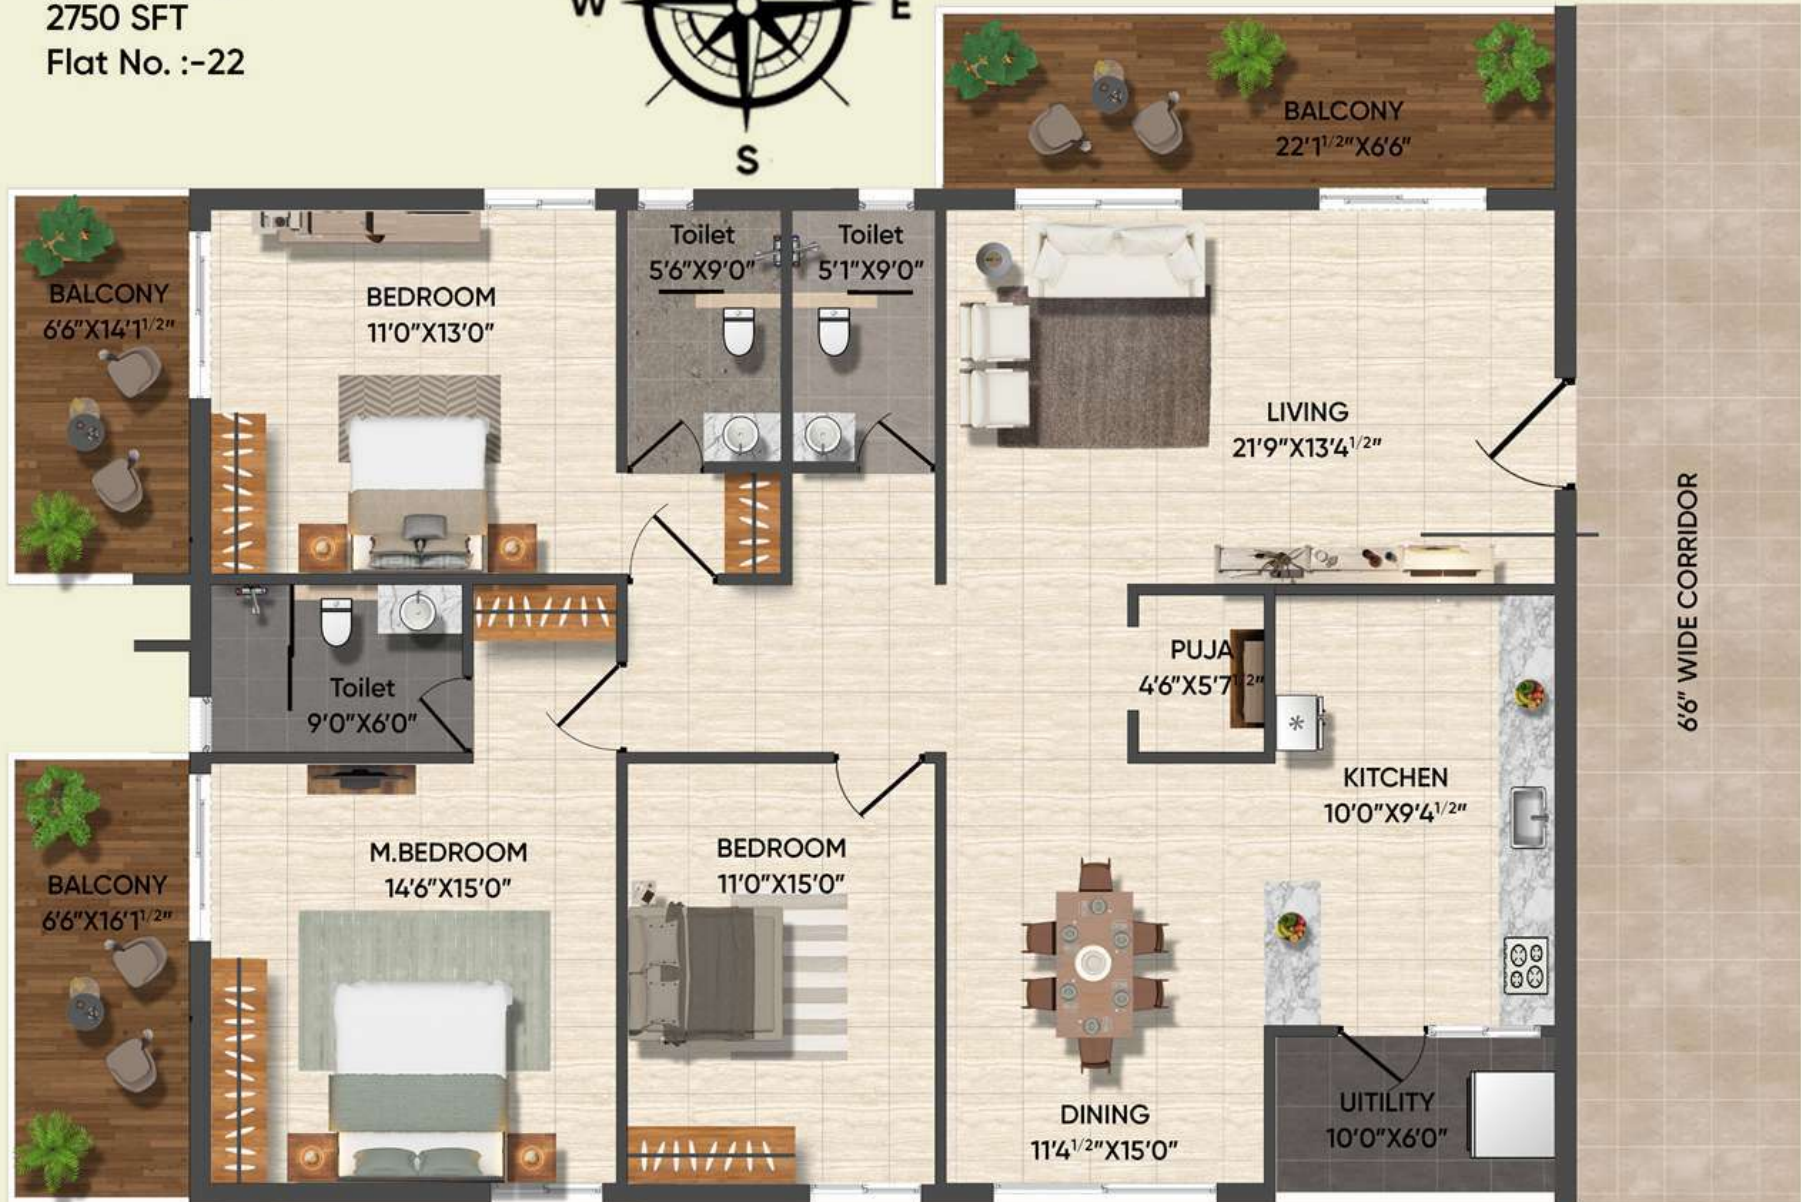 2750 SFT
Flat No. :-22
W
E
S
BALCONY
22'1 1/2"X6'6"
Toilet
5'6"X9'0"
Toilet
5'1"X9'0"
BALCONY
6'6"X14'1 1/2"
BEDROOM
11'0"X13'0"
LIVING
21'9"X13'4 1/2"
6'6" WIDE CORRIDOR
PUJA
4'6"X5'7 1/2"
Toilet
9'0"X6'0"
KITCHEN
10'0"X9'4 1/2"
M.BEDROOM
14'6"X15'0"
BEDROOM
11'0"X15'0"
BALCONY
6'6"X16'1 1/2"
DINING
11'4 1/2"X15'0"
UITILITY
10'0"X6'0"